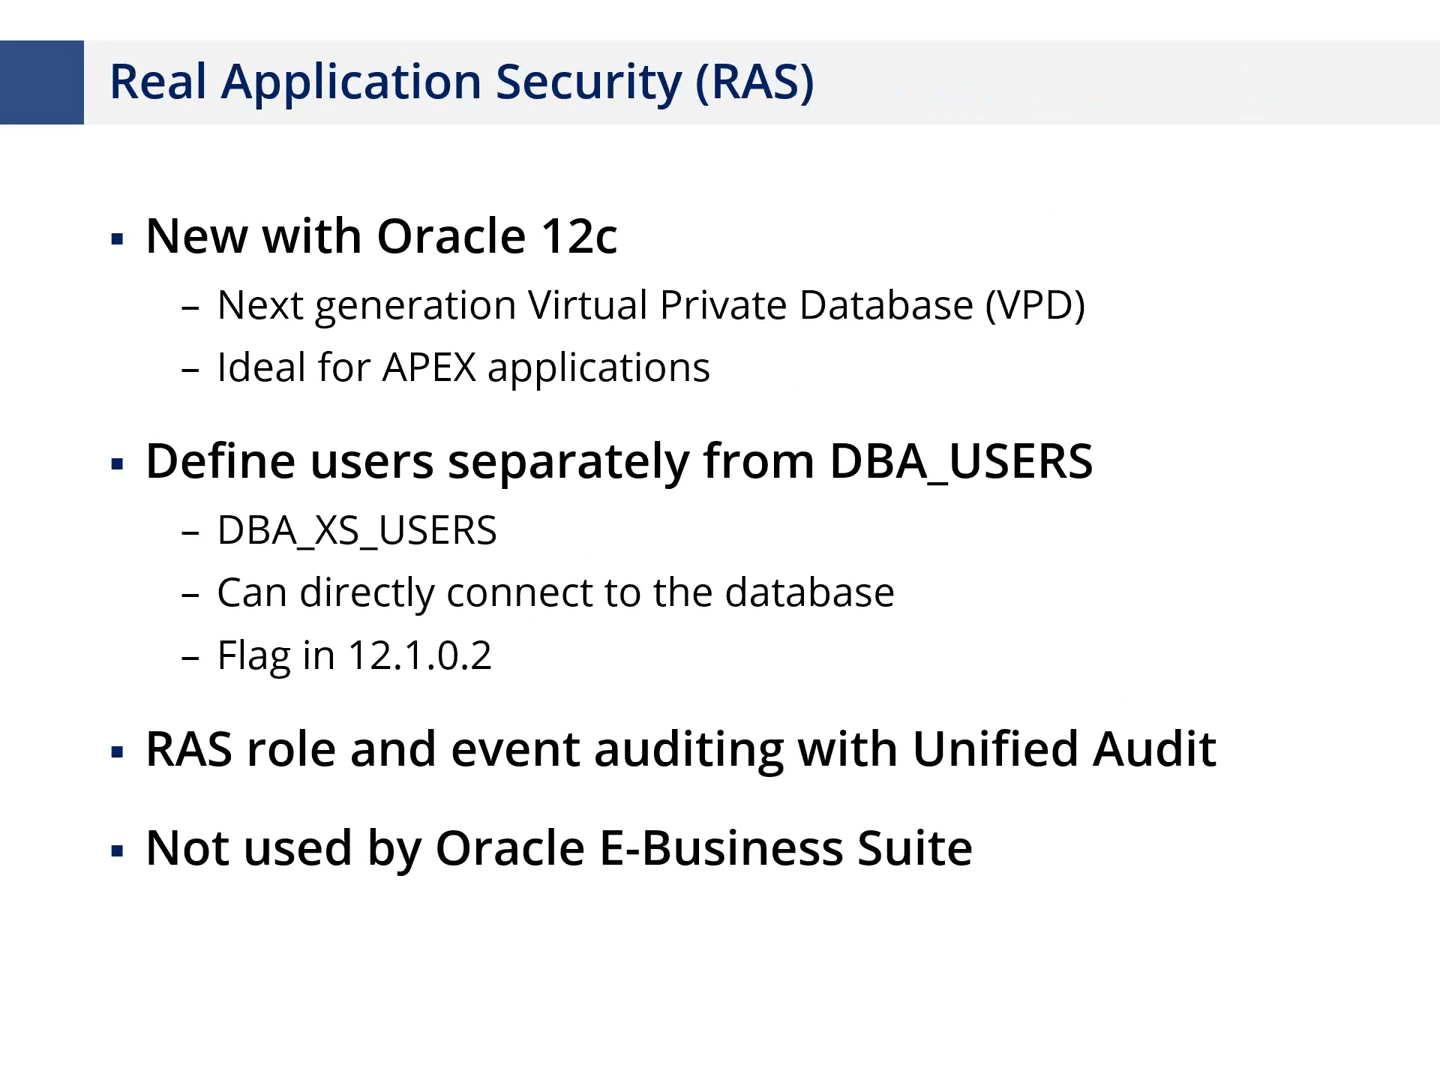 Real Application Security (RAS)
▪ New with Oracle 12c
– Next generation Virtual Private Database (VPD)
– Ideal for APEX applications
▪ Define users separately from DBA_USERS
– DBA_XS_USERS
– Can directly connect to the database
– Flag in 12.1.0.2
▪ RAS role and event auditing with Unified Audit
▪ Not used by Oracle E-Business Suite